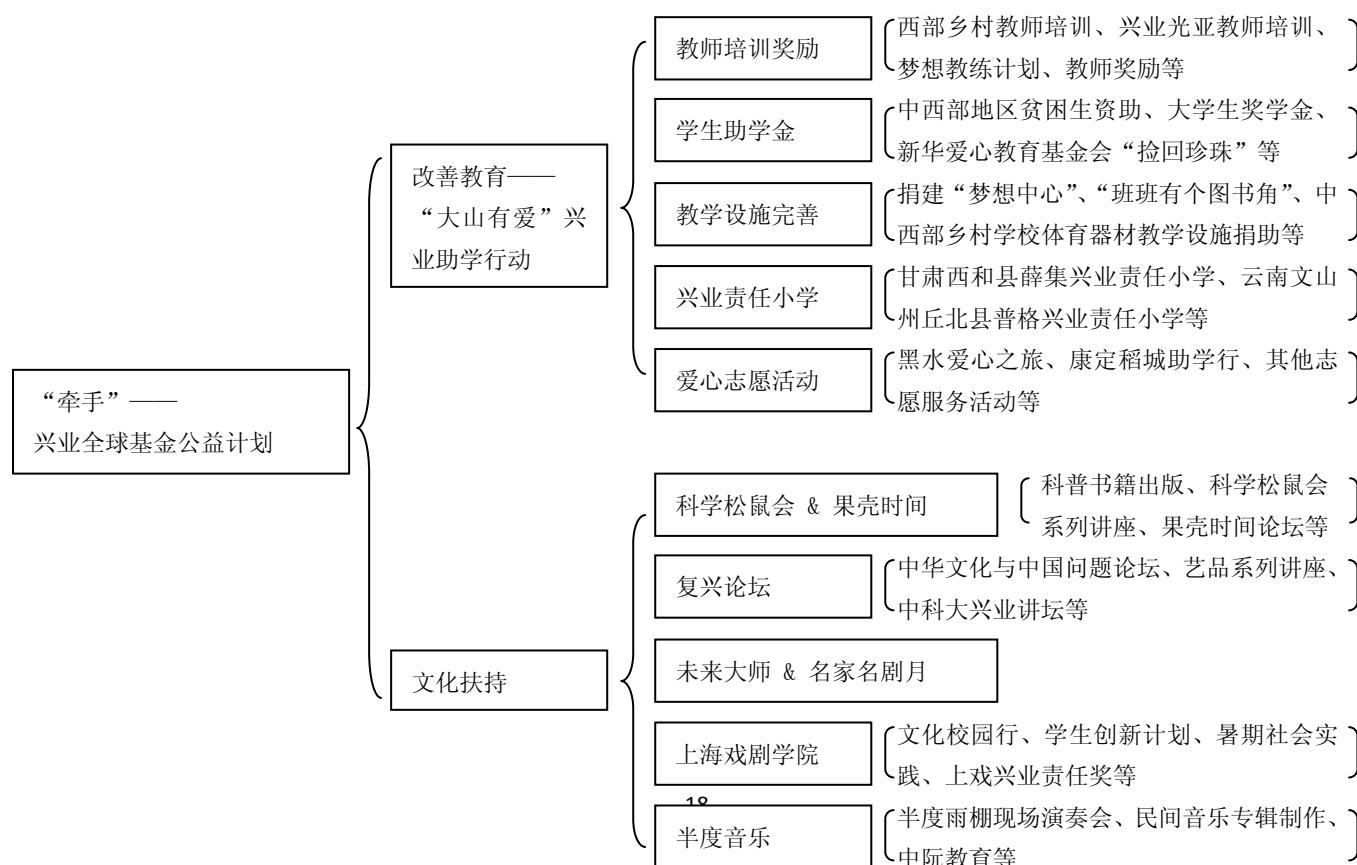 “牵手”——
兴业全球基金公益计划
改善教育——
“大山有爱”兴
业助学行动
教师培训奖励
西部乡村教师培训、兴业光亚教师培训、
梦想教练计划、教师奖励等
学生助学金
中西部地区贫困生资助、大学生奖学金、
新华爱心教育基金会“捡回珍珠”等
教学设施完善
捐建“梦想中心”、“班班有个图书角”、中
西部乡村学校体育器材教学设施捐助等
兴业责任小学
甘肃西和县薛集兴业责任小学、云南文山
州丘北县普格兴业责任小学等
爱心志愿活动
黑水爱心之旅、康定稻城助学行、其他志
愿服务活动等
文化扶持
科学松鼠会 & 果壳时间
科普书籍出版、科学松鼠会
系列讲座、果壳时间论坛等
复兴论坛
中华文化与中国问题论坛、艺品系列讲座、
中科大兴业讲坛等
未来大师 & 名家名剧月
上海戏剧学院
文化校园行、学生创新计划、暑期社会实
践、上戏兴业责任奖等
18
半度音乐
半度雨棚现场演奏会、民间音乐专辑制作、
中阮教育等